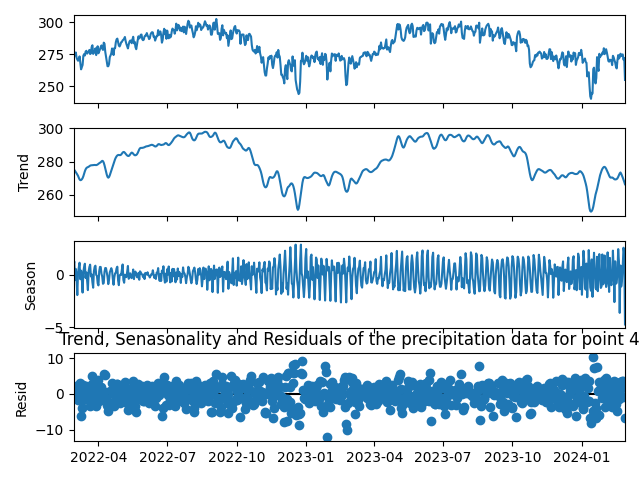 300
275
250
300
280
260
Trend
0
−5
Season
Trend, Senasonality and Residuals of the precipitation data for point 4
10
0
−10
Resid
2022-04 2022-07 2022-10 2023-01 2023-04 2023-07 2023-10 2024-01